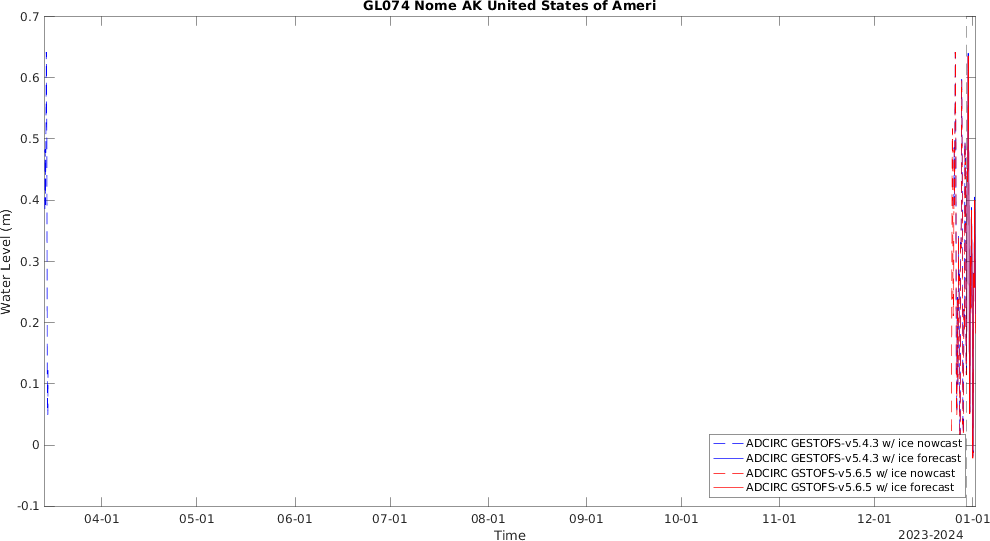 GL074 Nome AK United States of Ameri
0.7
0.6
0.5
0.4
0.3
0.2
0.1
0
-0.1
Water Level (m)
ADCIRC GESTOFS-v5.4.3 w/ ice nowcast
ADCIRC GESTOFS-v5.4.3 w/ ice forecast
ADCIRC GSTOFS-v5.6.5 w/ ice nowcast
ADCIRC GSTOFS-v5.6.5 w/ ice forecast
04-01 05-01 06-01 07-01 08-01 09-01 10-01 11-01 12-01 01-01
Time
2023-2024